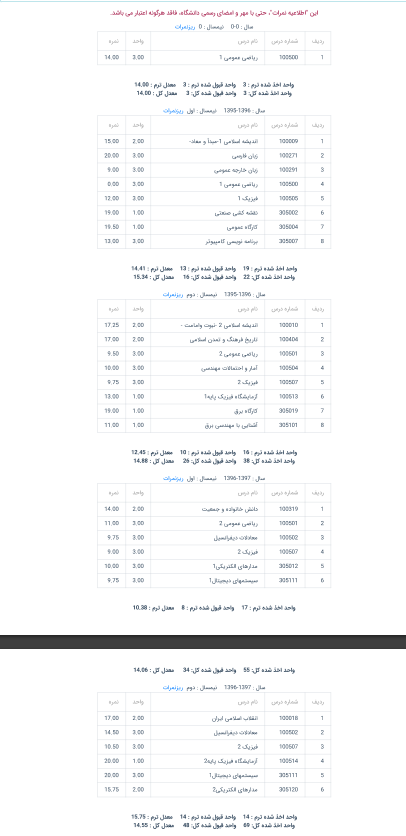 این "اطلاعیه نمرات"، حتی با مهر و امضای رسمی دانشگاه، فاقد هرگونه اعتبار می باشد.
سال : 0-0 نیمسال : 0 ریزنمرات
ردیف شماره درس نام درس واحد نمره
1 100500 ریاضی عمومی 1 3.00 14.00
واحد اخذ شده ترم : 3 واحد قبول شده ترم : 3 معدل ترم : 14.00
واحد اخذ شده کل: 3 واحد قبول شده کل: 3 معدل کل : 14.00
سال : 1396-1395 نیمسال : اول ریزنمرات
ردیف شماره درس نام درس واحد نمره
1 100009 اندیشه اسلامی 1-مبدأ و معاد- 2.00 15.00
2 100271 زبان فارسی 3.00 20.00
3 100291 زبان خارجه عمومی 3.00 9.00
4 100500 ریاضی عمومی 1 3.00 0.00
5 100505 فیزیک 1 3.00 12.00
6 305002 نقشه کشی صنعتی 1.00 19.00
7 305004 کارگاه عمومی 1.00 19.50
8 305007 برنامه نویسی کامپیوتر 3.00 13.00
واحد اخذ شده ترم : 19 واحد قبول شده ترم : 13 معدل ترم : 14.41
واحد اخذ شده کل: 22 واحد قبول شده کل: 16 معدل کل : 15.34
سال : 1396-1395 نیمسال : دوم ریزنمرات
ردیف شماره درس نام درس واحد نمره
1 100010 اندیشه اسلامی 2 -نبوت وامامت - 2.00 17.25
2 100404 تاریخ فرهنگ و تمدن اسلامی 2.00 17.00
3 100501 ریاضی عمومی 2 3.00 9.50
4 100504 آمار و احتمالات مهندسی 3.00 10.00
5 100507 فیزیک 2 3.00 9.75
6 100513 آزمایشگاه فیزیک پایه1 1.00 13.00
7 305019 کارگاه برق 1.00 19.00
8 305101 آشنایی با مهندسی برق 1.00 11.00
واحد اخذ شده ترم : 16 واحد قبول شده ترم : 10 معدل ترم : 12.45
واحد اخذ شده کل: 38 واحد قبول شده کل: 26 معدل کل : 14.88
سال : 1397-1396 نیمسال : اول ریزنمرات
ردیف شماره درس نام درس واحد نمره
1 100319 دانش خانواده و جمعیت 2.00 14.00
2 100501 ریاضی عمومی 2 3.00 11.00
3 100502 معادلات دیفرانسیل 3.00 9.75
4 100507 فیزیک 2 3.00 9.00
5 305012 مدارهای الکتریکی1 3.00 10.00
6 305111 سیستمهای دیجیتال1 3.00 9.75
واحد اخذ شده ترم : 17 واحد قبول شده ترم : 8 معدل ترم : 10.38
واحد اخذ شده کل: 55 واحد قبول شده کل: 34 معدل کل : 14.06
سال : 1397-1396 نیمسال : دوم ریزنمرات
ردیف شماره درس نام درس واحد نمره
1 100018 انقلاب اسلامی ایران 2.00 17.00
2 100502 معادلات دیفرانسیل 3.00 14.50
3 100507 فیزیک 2 3.00 10.50
4 100514 آزمایشگاه فیزیک پایه2 1.00 20.00
5 305111 سیستمهای دیجیتال1 3.00 20.00
6 305120 مدارهای الکتریکی2 2.00 15.75
واحد اخذ شده ترم : 14 واحد قبول شده ترم : 14 معدل ترم : 15.75
واحد اخذ شده کل: 69 واحد قبول شده کل: 48 معدل کل : 14.55